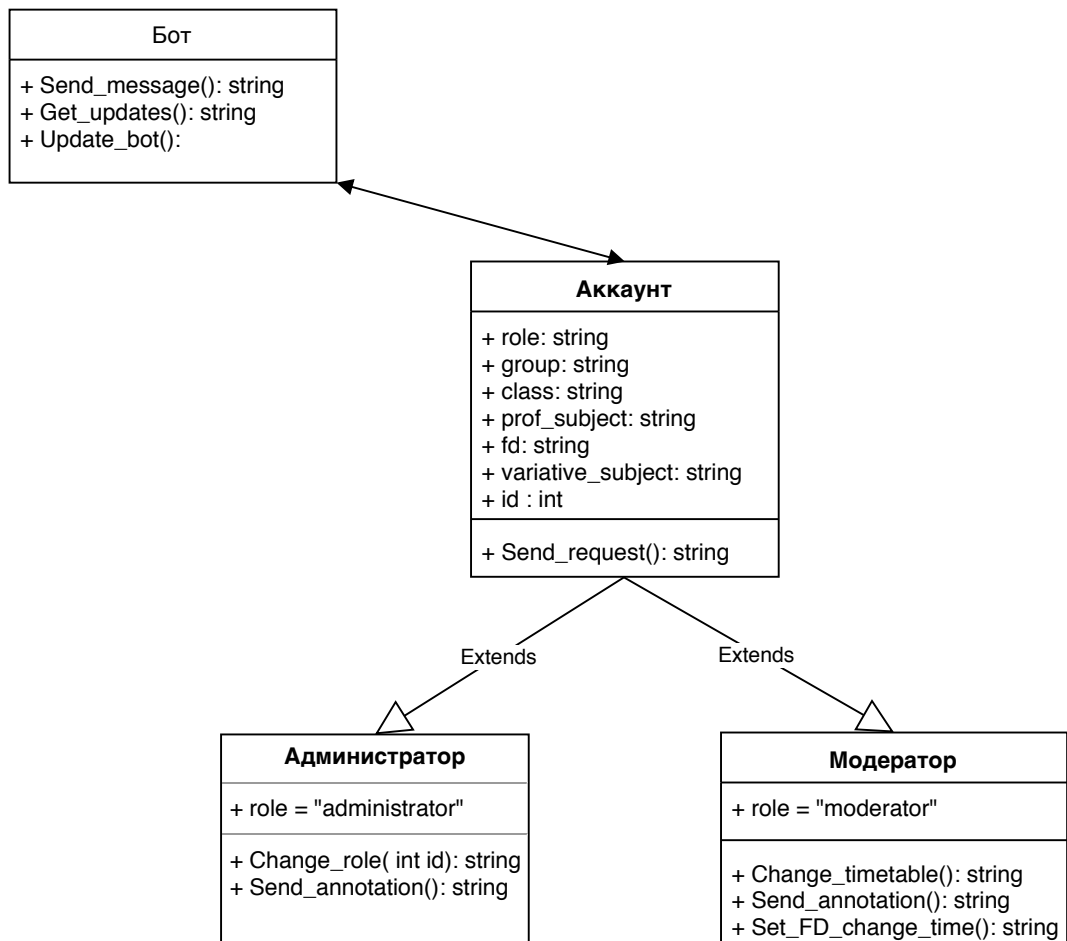 Бот
+ Send_message(): string
+ Get_updates(): string
+ Update_bot():
Аккаунт
+ role: string
+ group: string
+ class: string
+ prof_subject: string
+ fd: string
+ variative_subject: string
+ id : int
+ Send_request(): string
Extends
Extends
Администратор
+ role = "administrator"
+ Change_role( int id): string
+ Send_annotation(): string
Модератор
+ role = "moderator"
+ Change_timetable(): string
+ Send_annotation(): string
+ Set_FD_change_time(): string